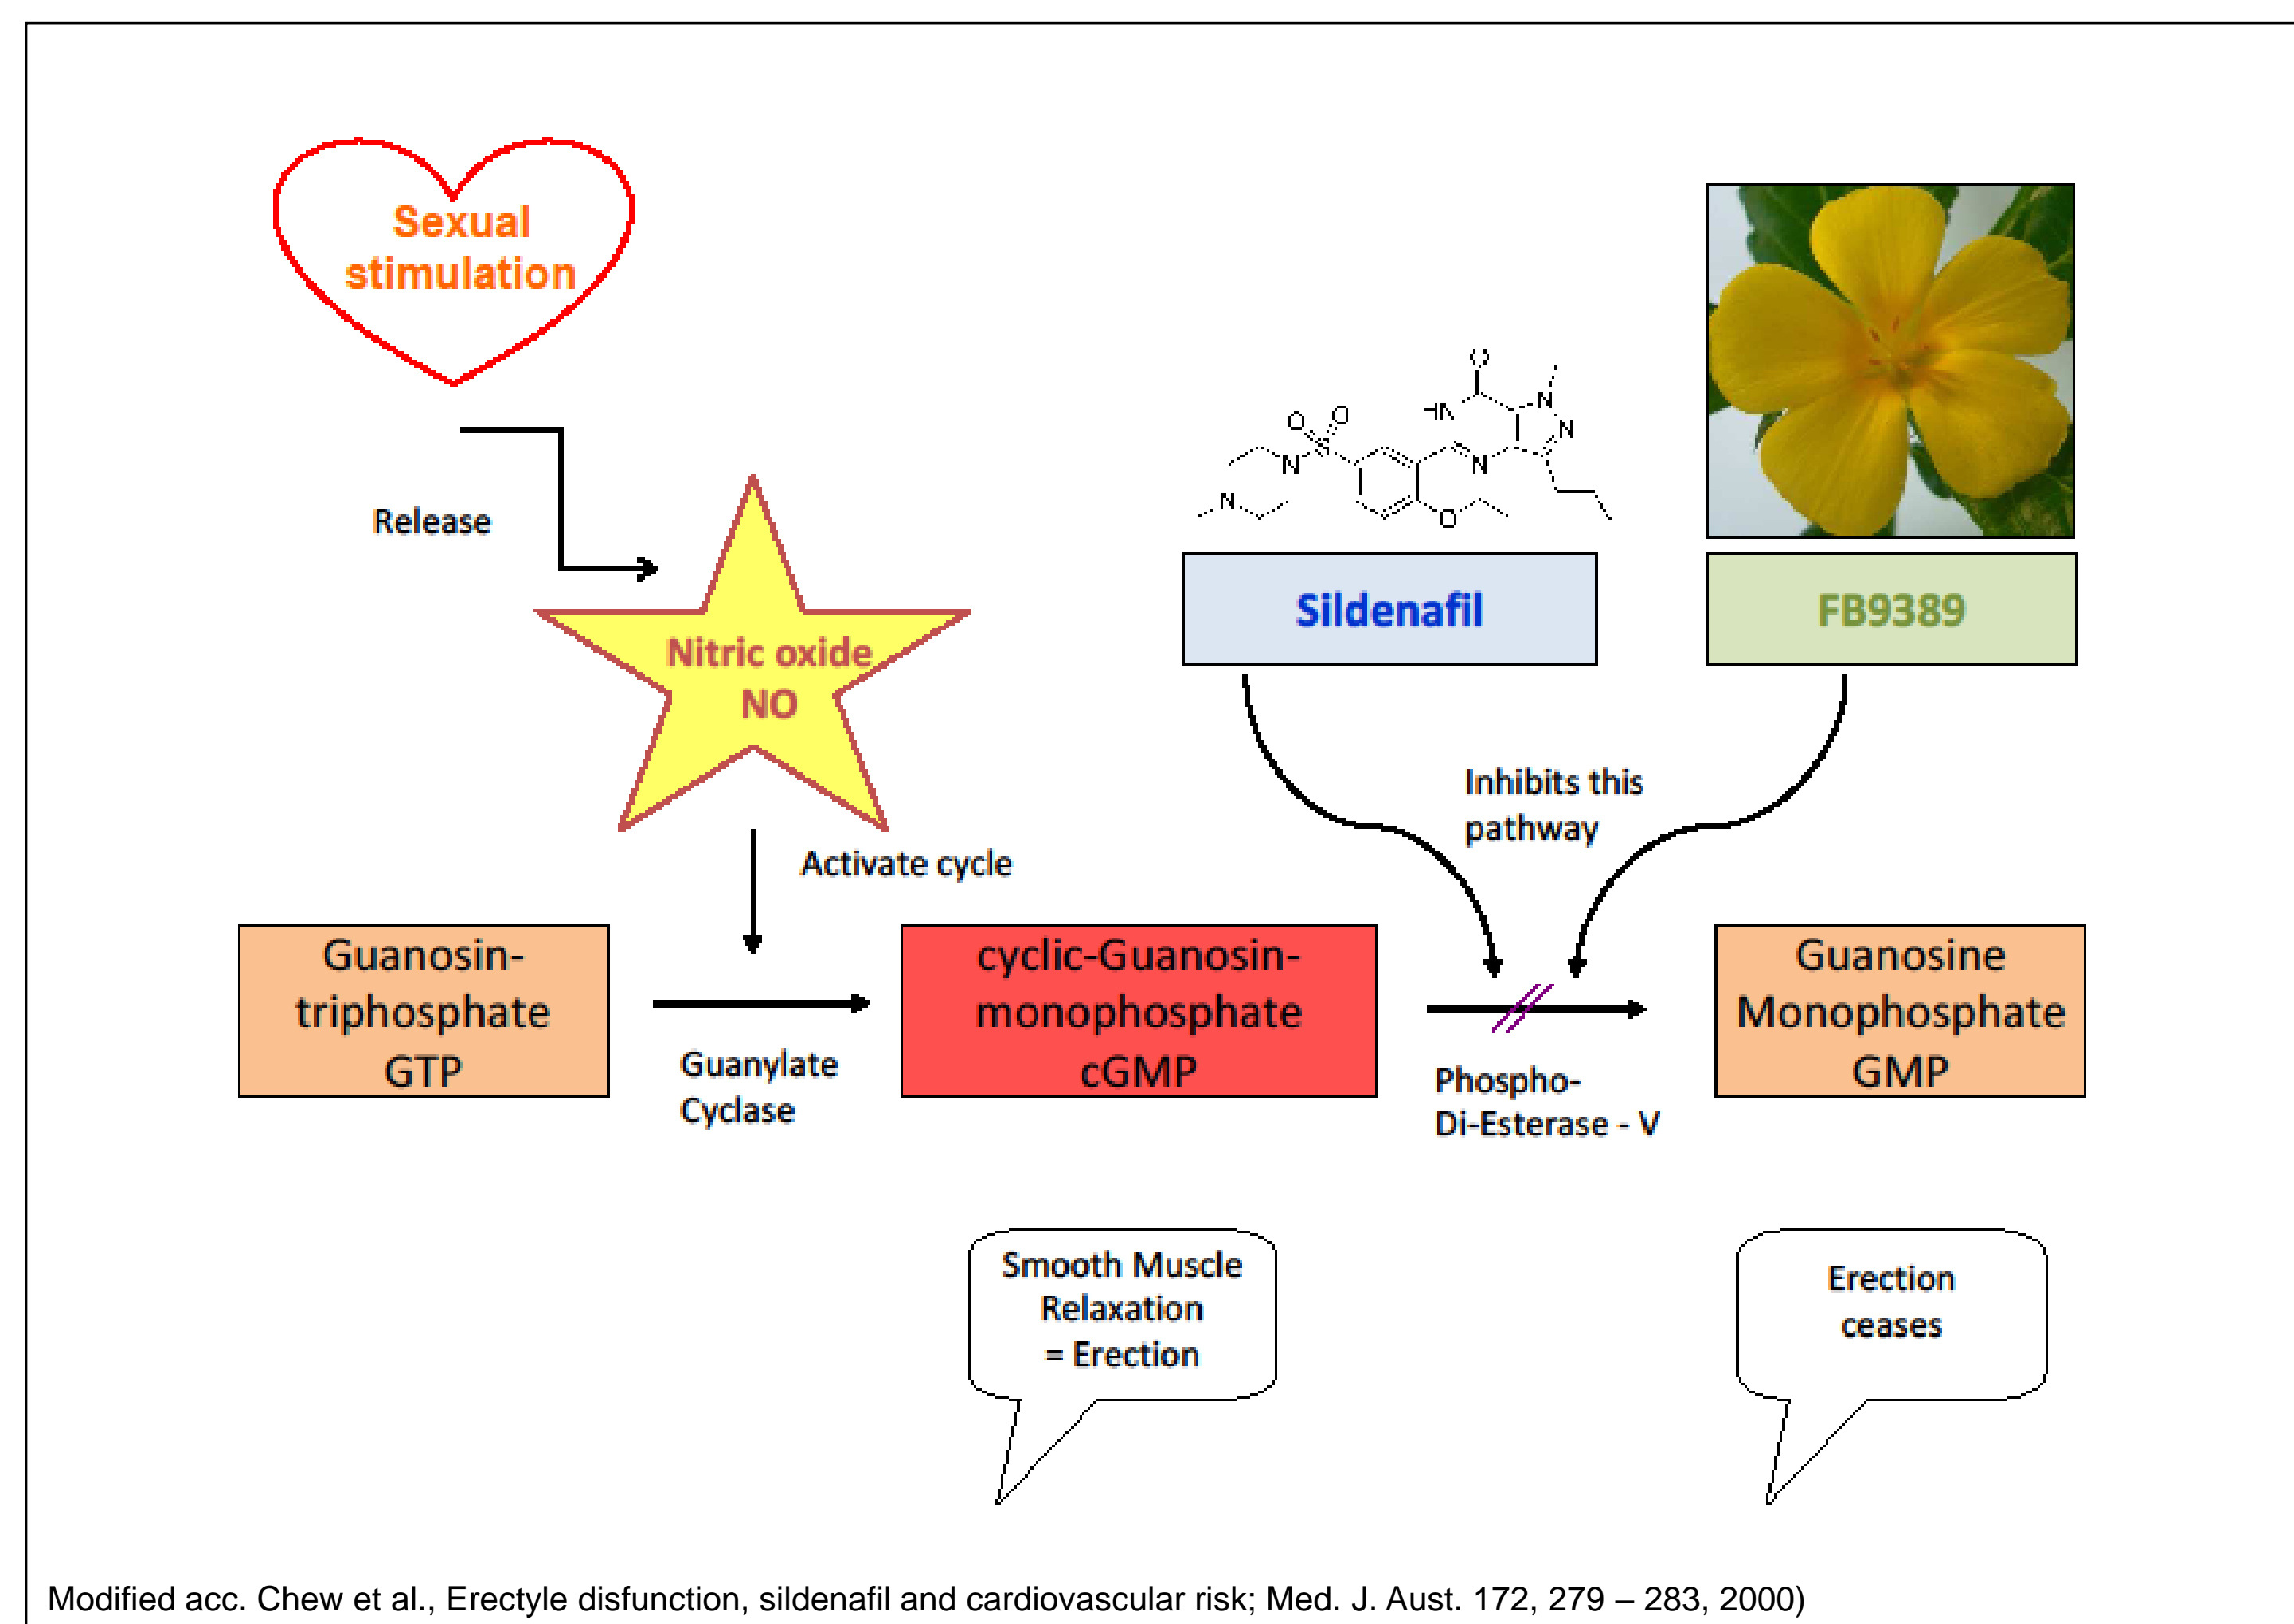 Sexual
stimulation
Release
Nitric oxide
NO
Activate cycle
O
HN
N
N
O
O
S
N
N
N
O
Sildenafil
FB9389
Inhibits this
pathway
Guanosin-
triphosphate
GTP
Guanylate
Cyclase
cyclic-Guanosin-
monophosphate
cGMP
Phospho-
Di-Esterase - V
Guanosine
Monophosphate
GMP
Smooth Muscle
Relaxation
= Erection
Erection
ceases
Modified acc. Chew et al., Erectyle disfunction, sildenafil and cardiovascular risk; Med. J. Aust. 172, 279 – 283, 2000)